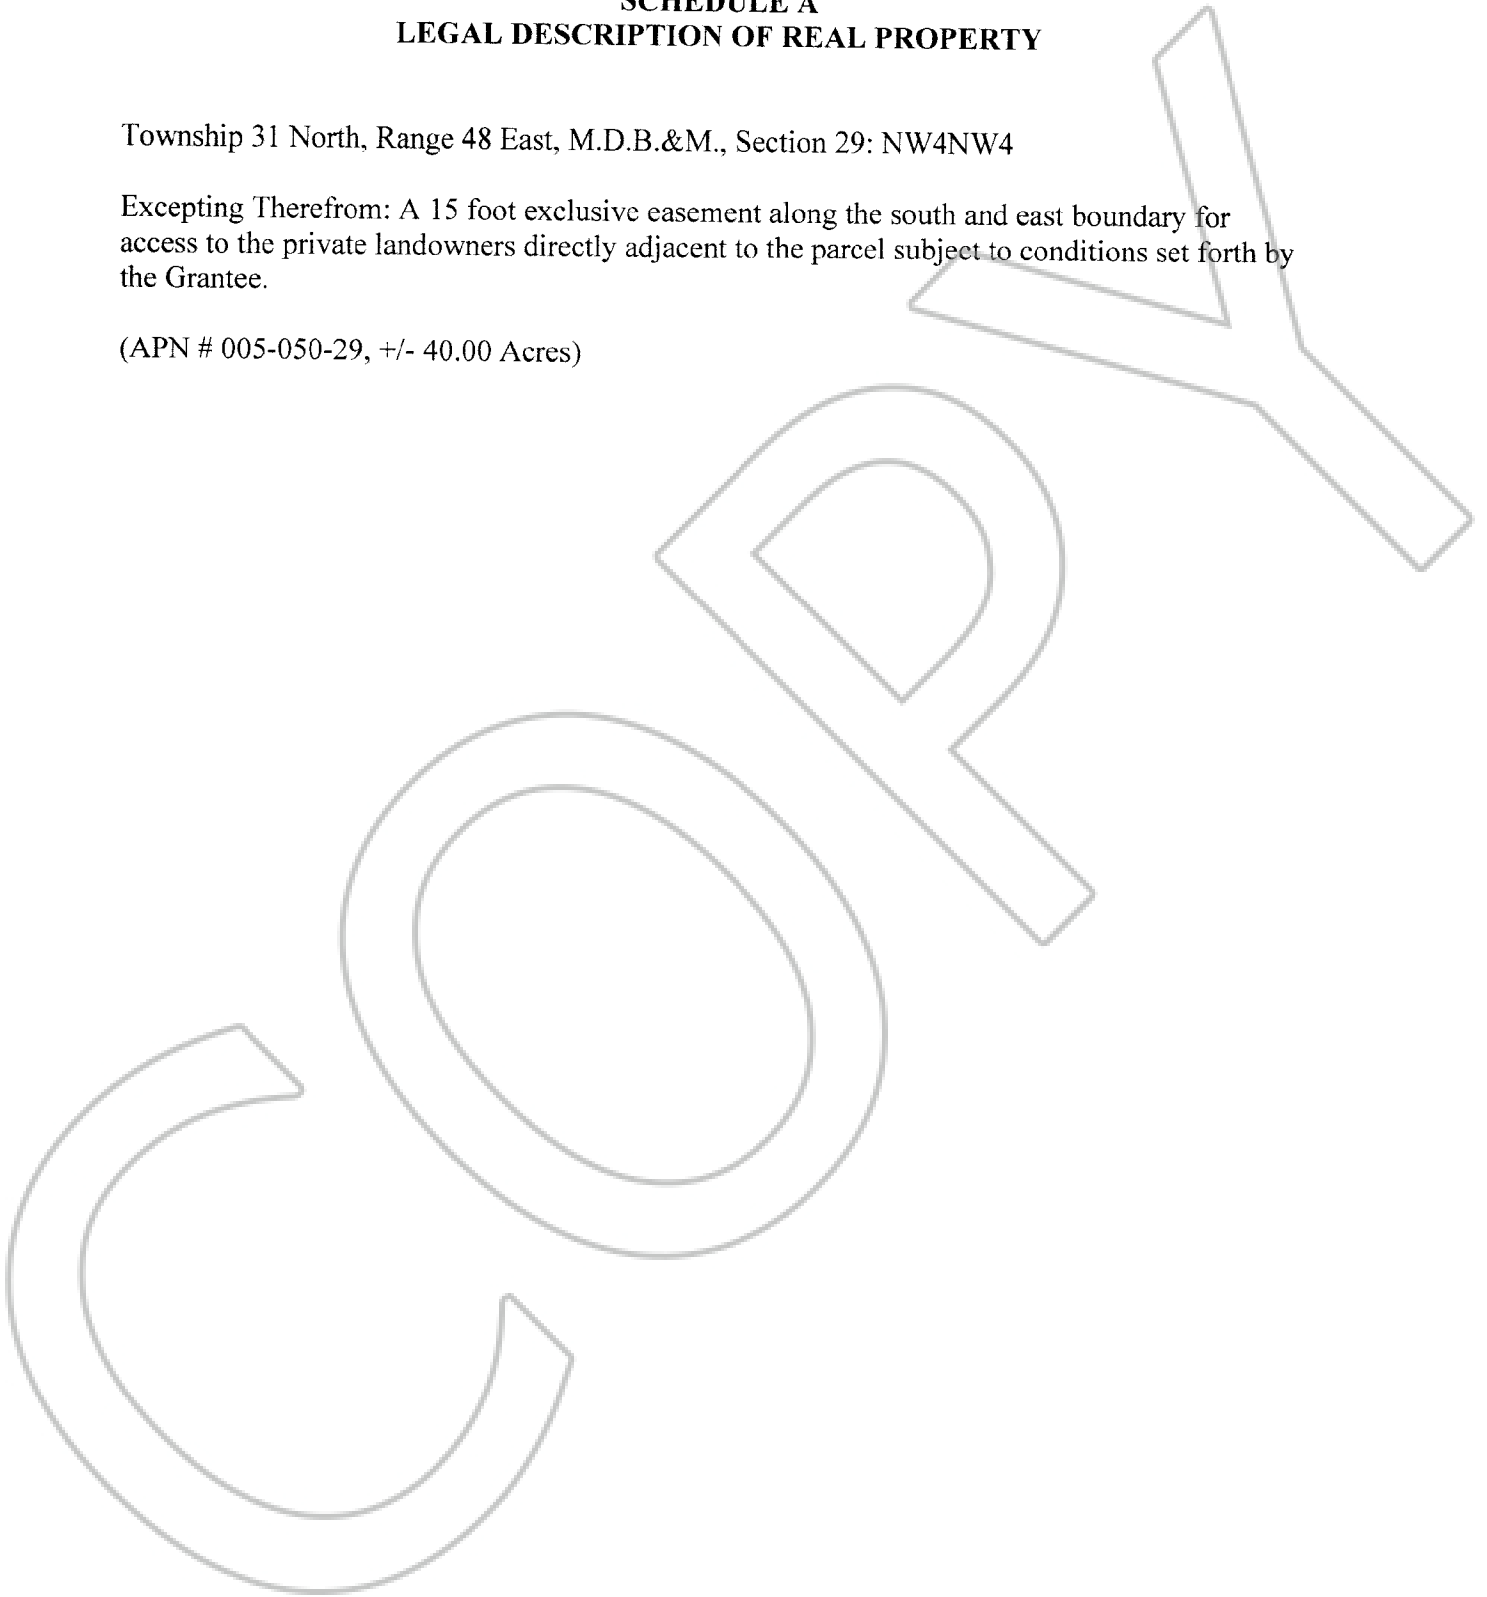 SCHEDULE A
LEGAL DESCRIPTION OF REAL PROPERTY
Township 31 North, Range 48 East, M.D.B.&M., Section 29: NW4NW4
Excepting Therefrom: A 15 foot exclusive easement along the south and east boundary for
access to the private landowners directly adjacent to the parcel subject to conditions set forth by
the Grantee.
(APN # 005-050-29, +/- 40.00 Acres)
COPY